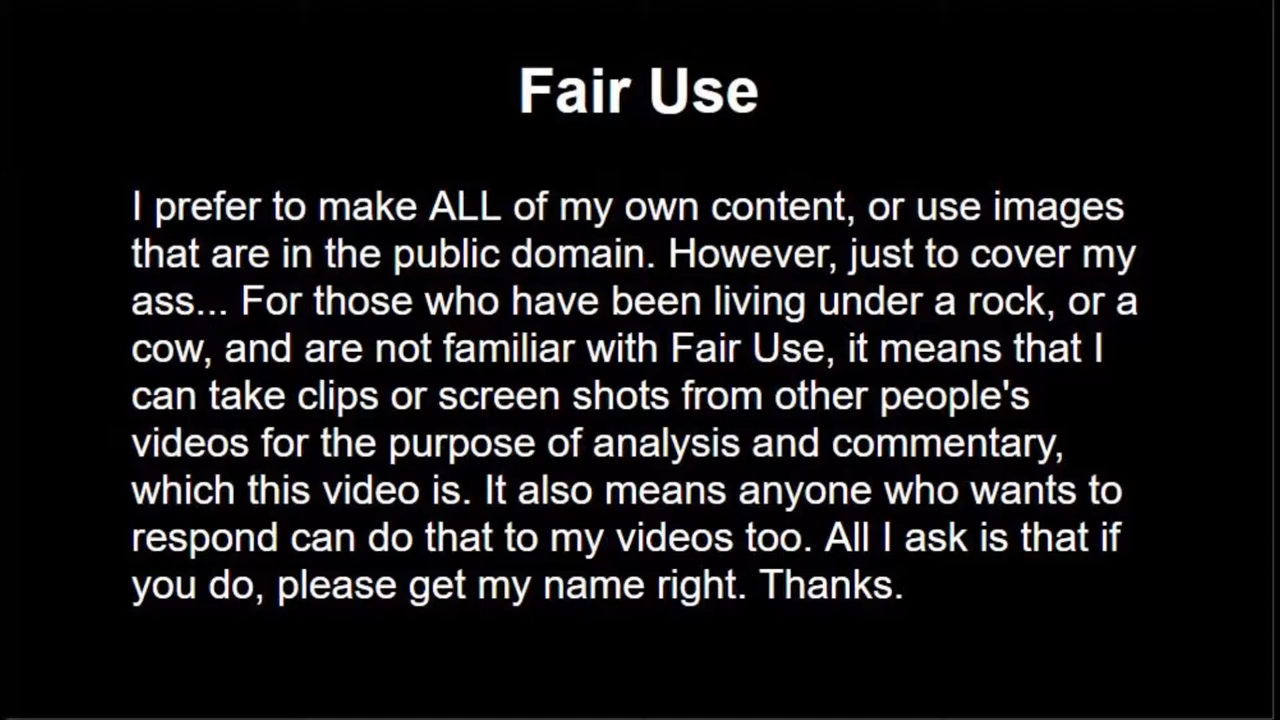 Fair Use
I prefer to make ALL of my own content, or use images
that are in the public domain. However, just to cover my
ass... For those who have been living under a rock, or a
cow, and are not familiar with Fair Use, it means that I
can take clips or screen shots from other people's
videos for the purpose of analysis and commentary,
which this video is. It also means anyone who wants to
respond can do that to my videos too. All I ask is that if
you do, please get my name right. Thanks.